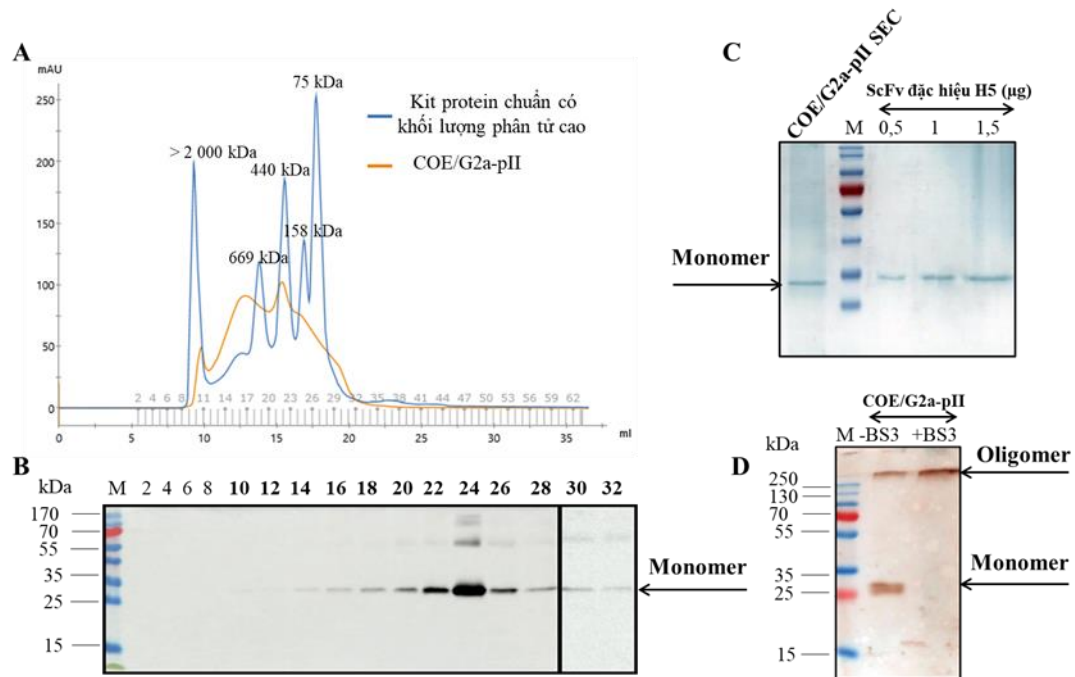 A
mAU
250
200
150
100
50
0
> 2 000 kDa
669 kDa
440 kDa
158 kDa
75 kDa
Kit protein chuẩn có
khối lượng phân tử cao
COE/G2a-pII
2 4 6 8 11 14 17 20 23 26 29 32 35 38 41 44 47 50 53 56 59 62
0 5 10 15 20 25 30 35 ml
B
kDa M 2 4 6 8 10 12 14 16 18 20 22 24 26 28 30 32
170
70
55
35
25
15
Monomer
C
COE/G2a-pII SEC
ScFv đặc hiệu H5 (µg)
M 0,5 1 1,5
Monomer
D
COE/G2a-pII
kDa M -BS3 +BS3
250
130
70
55
35
25
15
Oligomer
Monomer